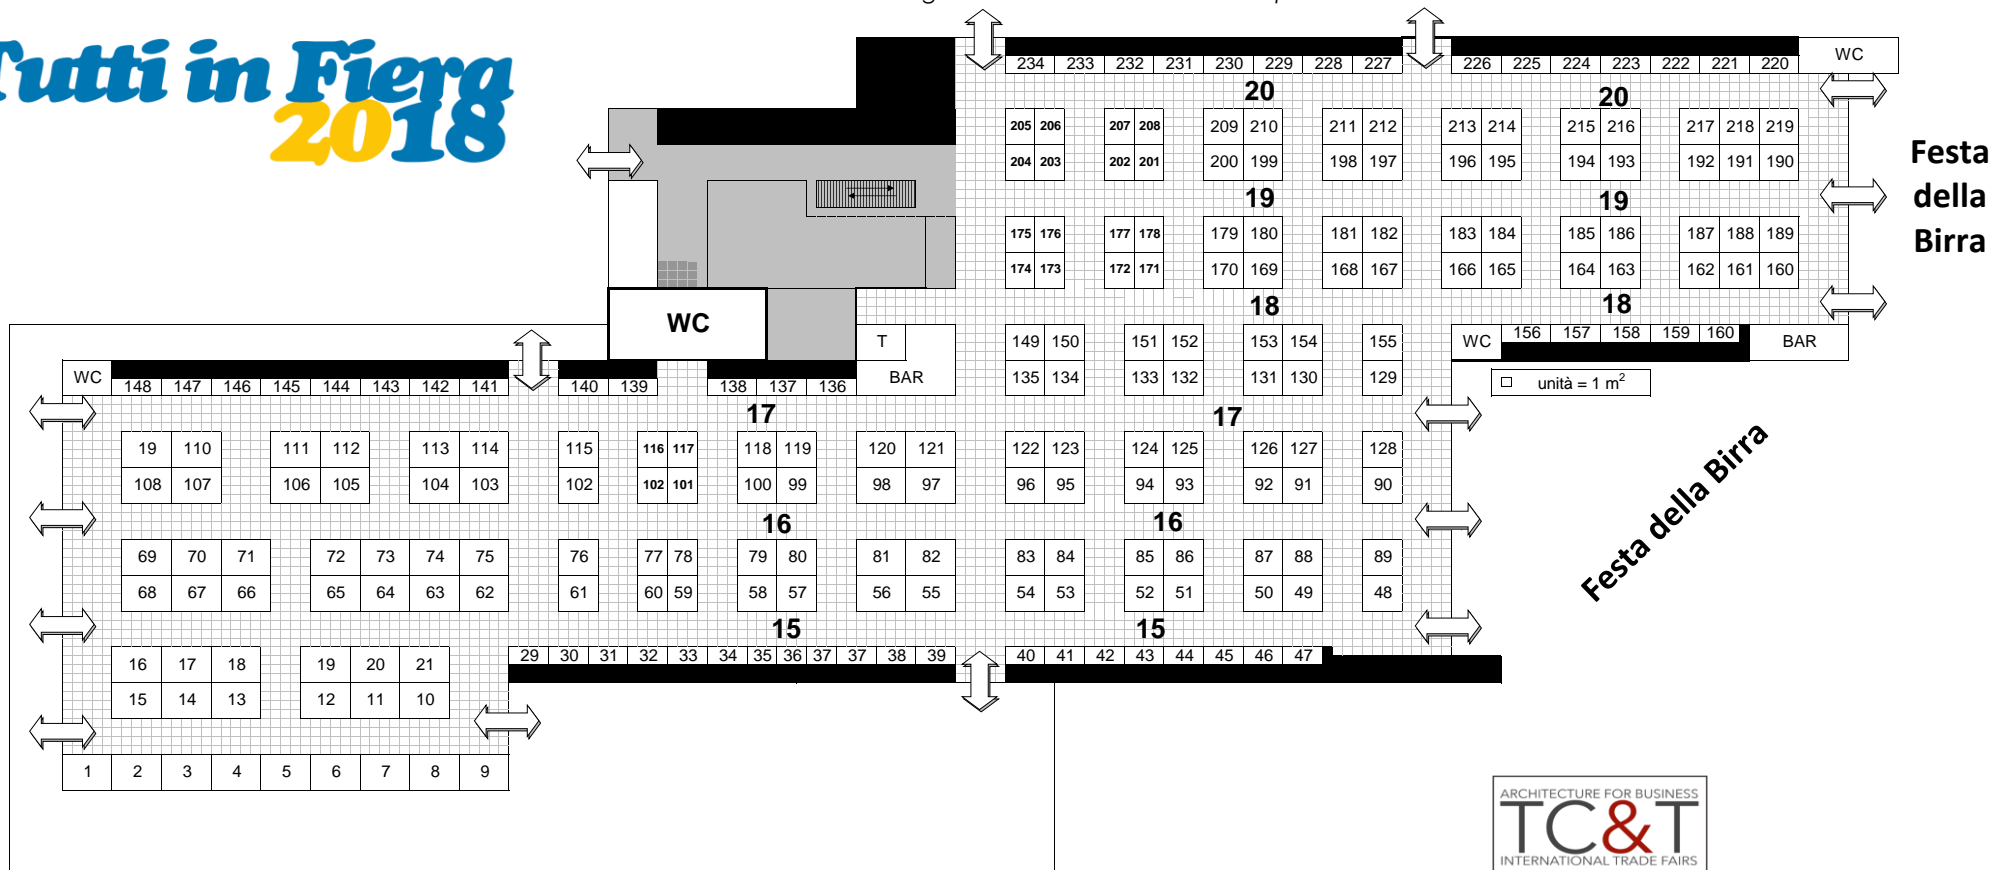 Tutti in Fiera
2018
234 233 232 231 230 229 228 227 226 225 224 223 222 221 220 WC
20 20
205 206 207 208 209 210 211 212 213 214 215 216 217 218 219
204 203 202 201 200 199 198 197 196 195 194 193 192 191 190
Festa
della
Birra
19 19
175 176 177 178 179 180 181 182 183 184 185 186 187 188 189
174 173 172 171 170 169 168 167 166 165 164 163 162 161 160
18 18
WC
T 149 150 151 152 153 154 155 WC 156 157 158 159 160 BAR
WC 148 147 146 145 144 143 142 141 140 139 138 137 136 BAR 135 134 133 132 131 130 129
unità = 1 m²
17 17
19 110 111 112 113 114 115 116 117 118 119 120 121 122 123 124 125 126 127 128
108 107 106 105 104 103 102 102 101 100 99 98 97 96 95 94 93 92 91 90
Festa della Birra
16 16
69 70 71 72 73 74 75 76 77 78 79 80 81 82 83 84 85 86 87 88 89
68 67 66 65 64 63 62 61 60 59 58 57 56 55 54 53 52 51 50 49 48
15 15
16 17 18 19 20 21 29 30 31 32 33 34 35 36 37 37 38 39 40 41 42 43 44 45 46 47
15 14 13 12 11 10
1 2 3 4 5 6 7 8 9
ARCHITECTURE FOR BUSINESS
TC&T
INTERNATIONAL TRADE FAIRS